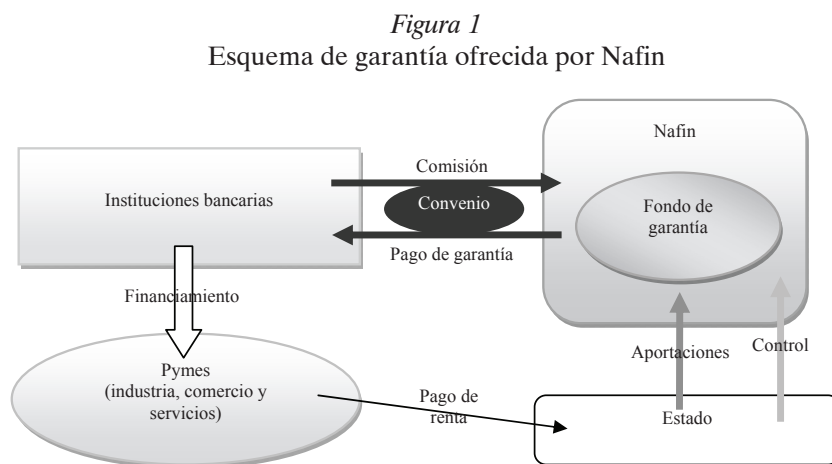 Figura 1
Esquema de garantía ofrecida por Nafin
Nafin
Comisión
Instituciones bancarias
Convenio
Fondo de
garantía
Pago de garantía
Financiamiento
Aportaciones
Control
Pymes
(industria, comercio y
servicios)
Pago de
renta
Estado